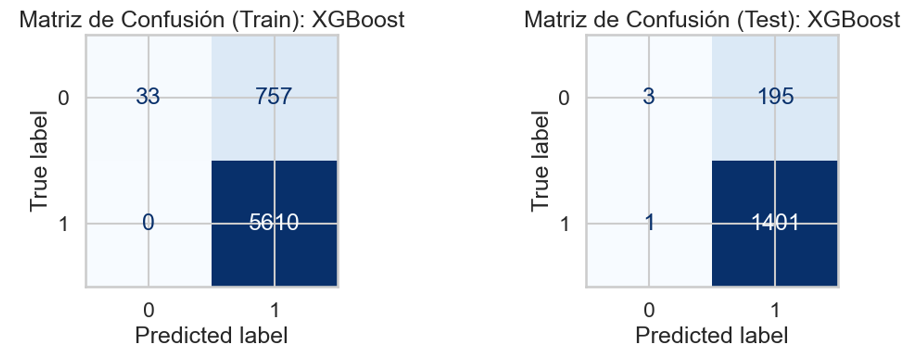 Matriz de Confusión (Train): XGBoost
True label
0
33
757
1
0
5610
0
1
Predicted label
Matriz de Confusión (Test): XGBoost
True label
0
3
195
1
1
1401
0
1
Predicted label